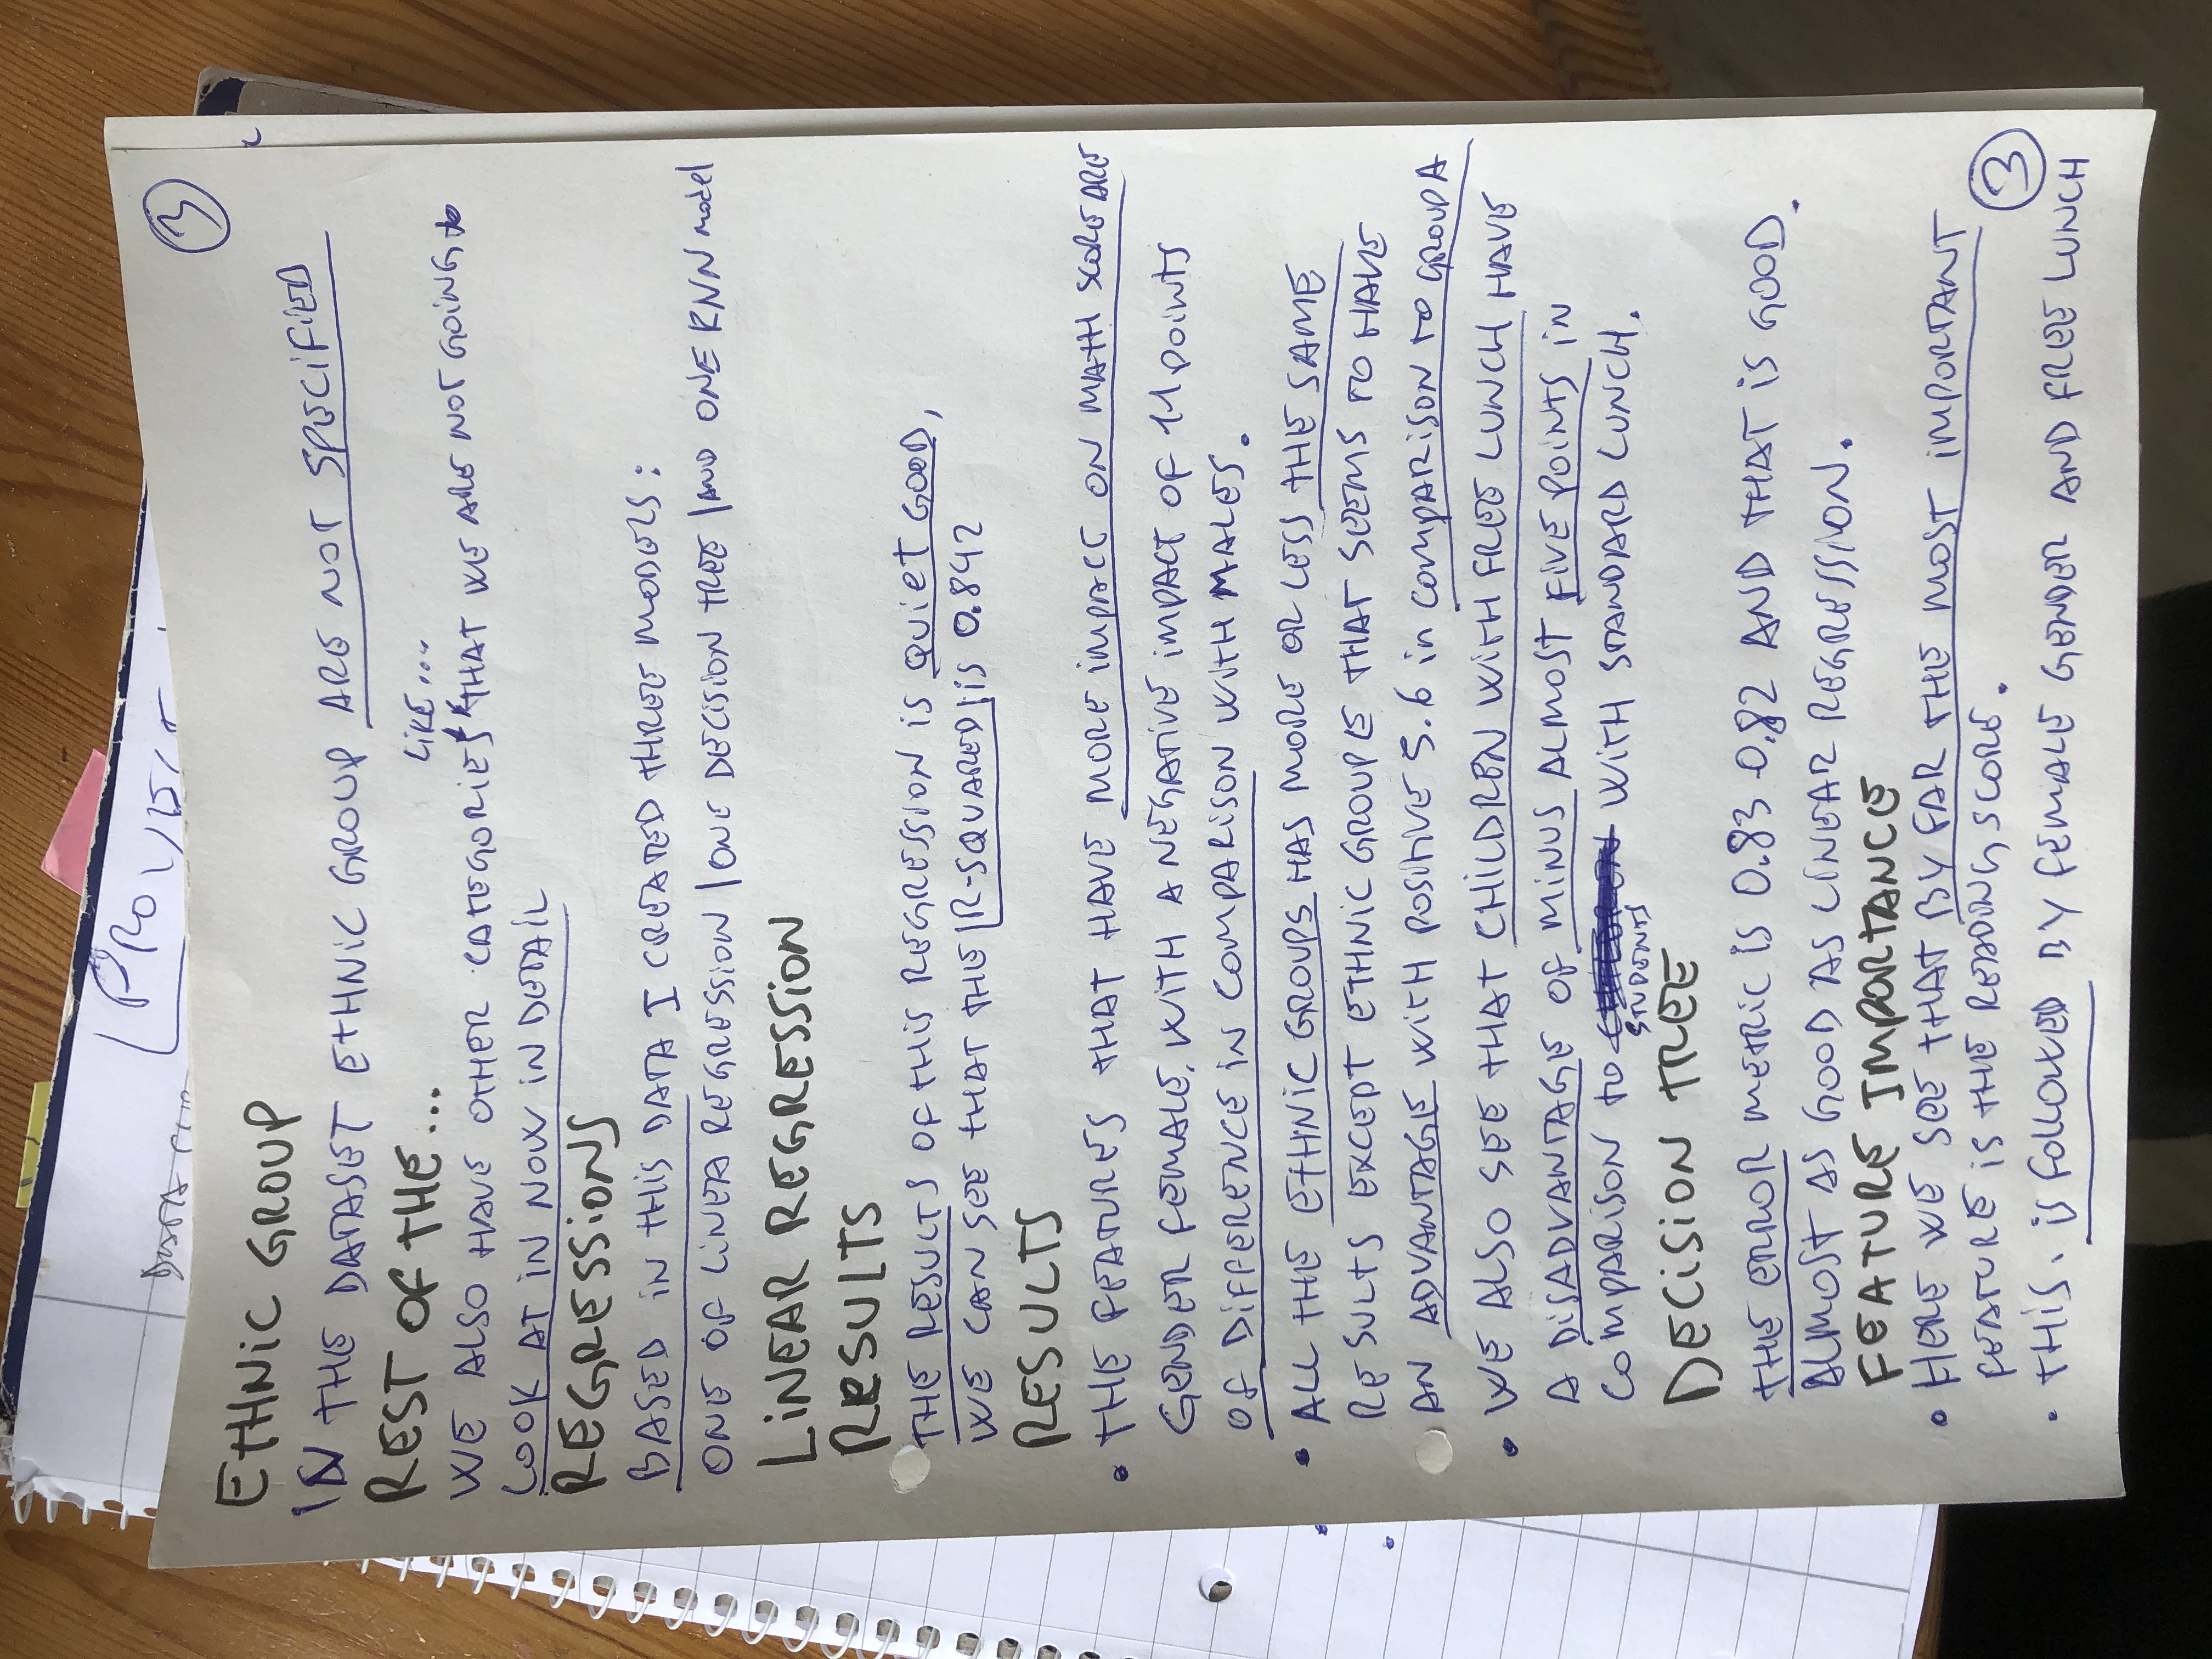 DATA
PROJECT
3
ETHNIC GROUP
IN THE DATASET ETHNIC GROUP ARE NOT SPECIFIED
REST OF THE...
LIKE...
WE ALSO HAVE OTHER CATEGORIES THAT WE ARE NOT GOING to
LOOK AT IN NOW IN DETAIL
REGRESSIONS
BASED IN THIS DATA I CREATED THREE MODELS:
ONE OF LINEA REGRESSION / ONE DECISION TREE / AND ONE KNN model
LINEAR REGRESSION
RESULTS
THE RESULTS OF THIS REGRESSION IS QUIET GOOD,
WE CAN SEE THAT THE |R-SQUARED| IS 0.842
RESULTS
• THE FEATURES THAT HAVE MORE IMPACT ON MATH SCORE ARE
GENDER FEMALE, WITH A NEGATIVE IMPACT OF 11 POINTS
OF DIFFERENCE IN COMPARISON WITH MALES.
• ALL THE ETHNIC GROUPS HAS MORE OR LESS THE SAME
RESULTS EXCEPT ETHNIC GROUP E THAT SEEMS TO HAVE
AN ADVANTAGE WITH POSITIVE 5.6 in COMPARISON TO GROUP A
• WE ALSO SEE THAT CHILDREN WITH FREE LUNCH HAVE
A DISADVANTAGE OF MINUS ALMOST FIVE POINTS IN
COMPARISON TO CHILDREN WITH STANDARD LUNCH.
STUDENTS
DECISION TREE
THE ERROR METRIC IS 0.83 0.82 AND THAT IS GOOD.
ALMOST AS GOOD AS LINEAR REGRESSION.
FEATURE IMPORTANCE
• HERE WE SEE THAT BY FAR THE MOST IMPORTANT
FEATURE IS THE READING SCORE.
3
• THIS. is FOLLOWED BY FEMALE GENDER AND FREE LUNCH